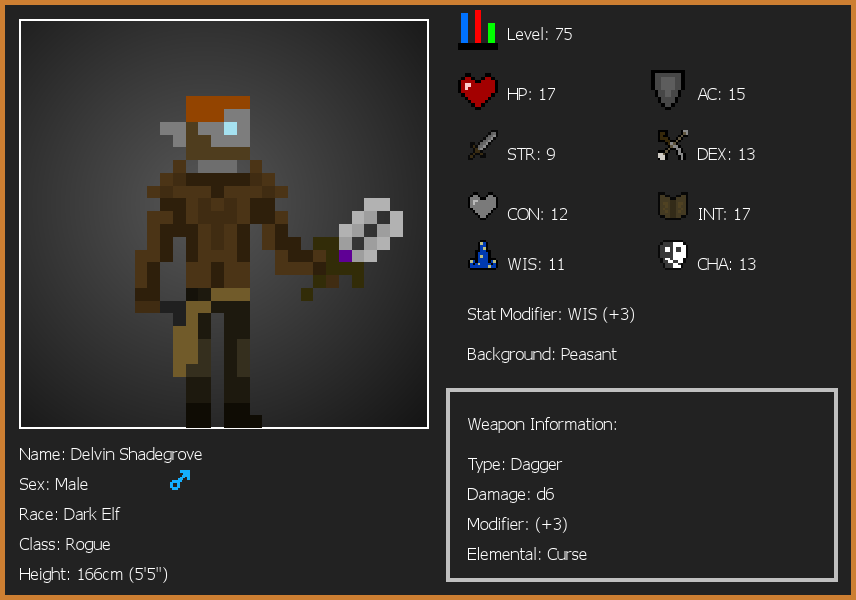 Level: 75
HP: 17
AC: 15
STR: 9
DEX: 13
CON: 12
INT: 17
WIS: 11
CHA: 13
Stat Modifier: WIS (+3)
Background: Peasant
Weapon Information:
Type: Dagger
Damage: d6
Modifier: (+3)
Elemental: Curse
Name: Delvin Shadegrove
Sex: Male
Race: Dark Elf
Class: Rogue
Height: 166cm (5'5")